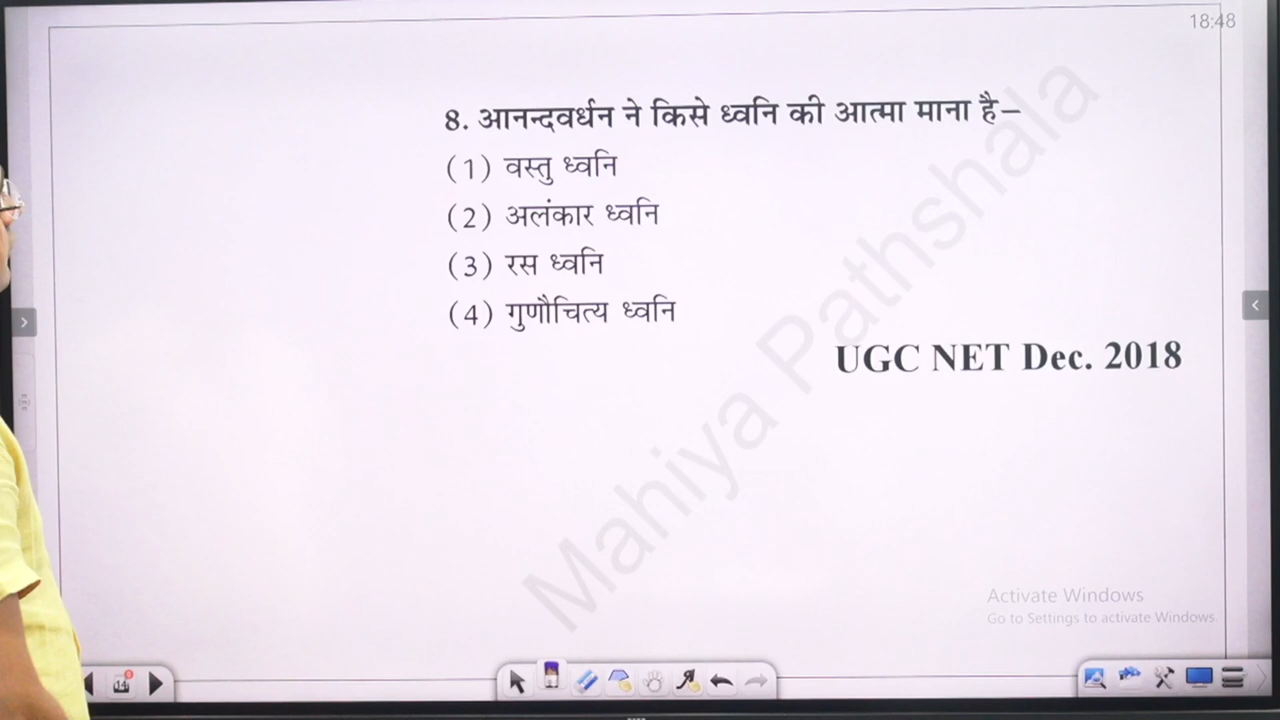 18:48
8. आनन्दवर्धन ने किसे ध्वनि की आत्मा माना है–
(1) वस्तु ध्वनि
(2) अलंकार ध्वनि
(3) रस ध्वनि
(4) गुणौचित्य ध्वनि
UGC NET Dec. 2018
Mahiya Pathshala
Activate Windows
Go to Settings to activate Windows.